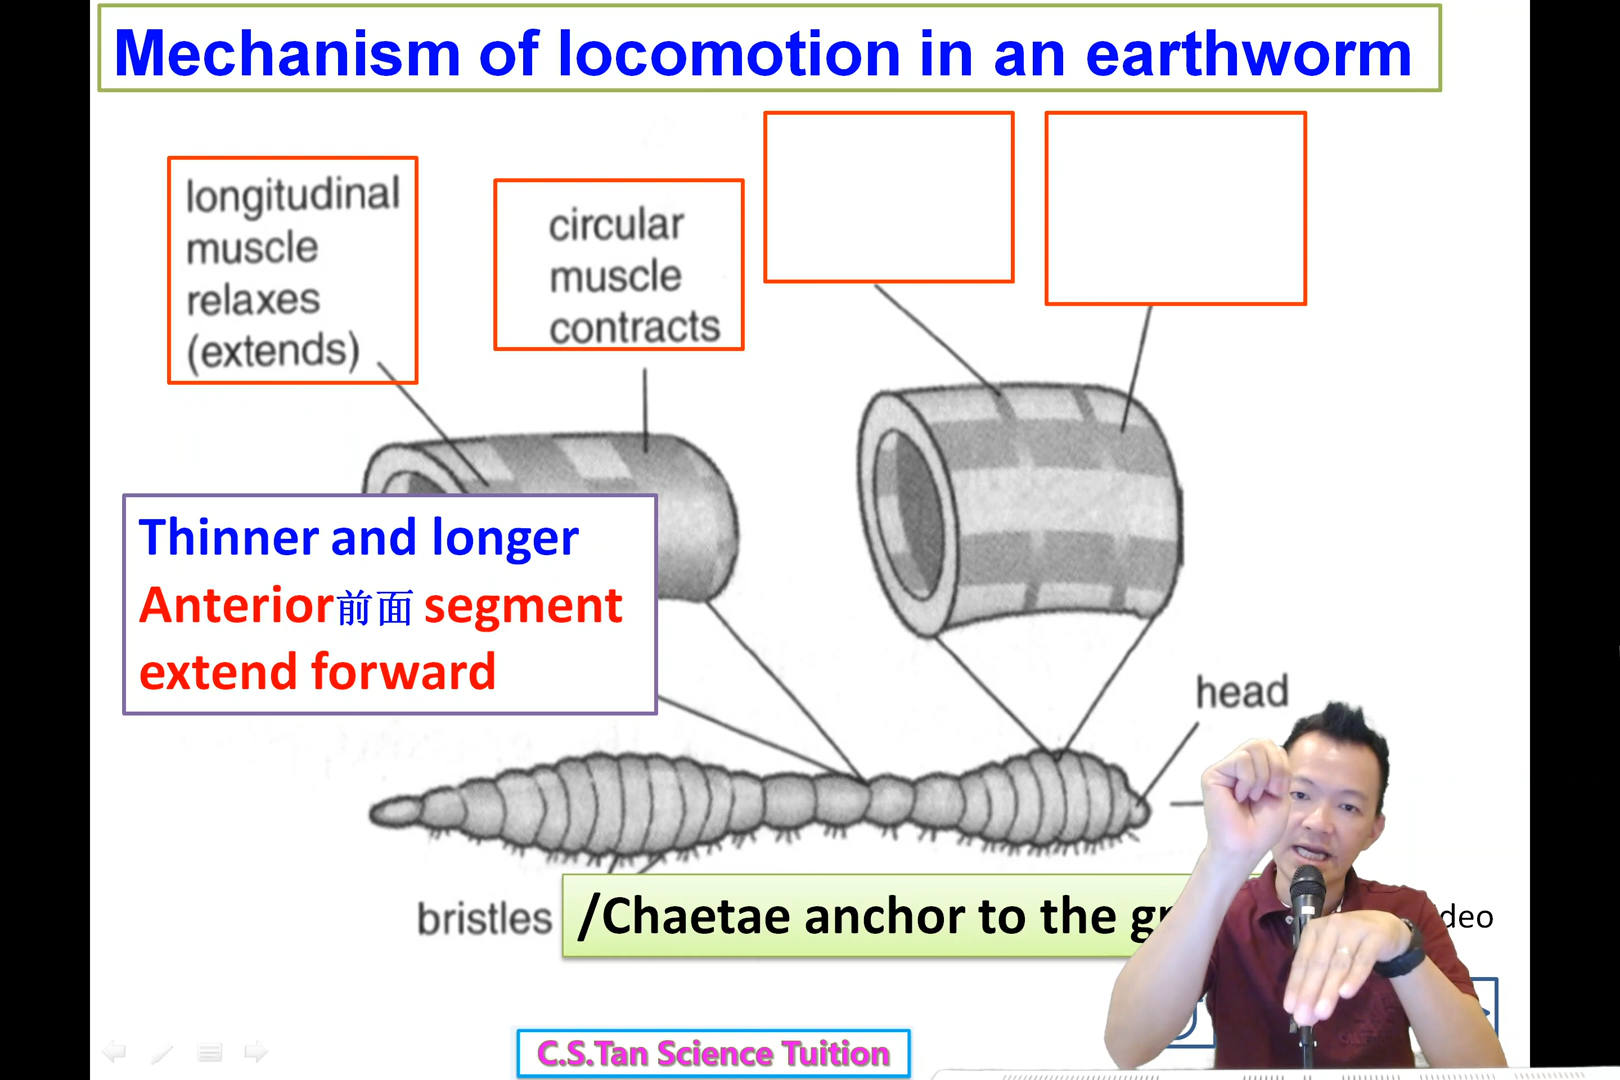 Mechanism of locomotion in an earthworm
longitudinal
muscle
relaxes
(extends)
circular
muscle
contracts
Thinner and longer
Anterior前面 segment
extend forward
head
bristles
/Chaetae anchor to the
C.S.Tan Science Tuition